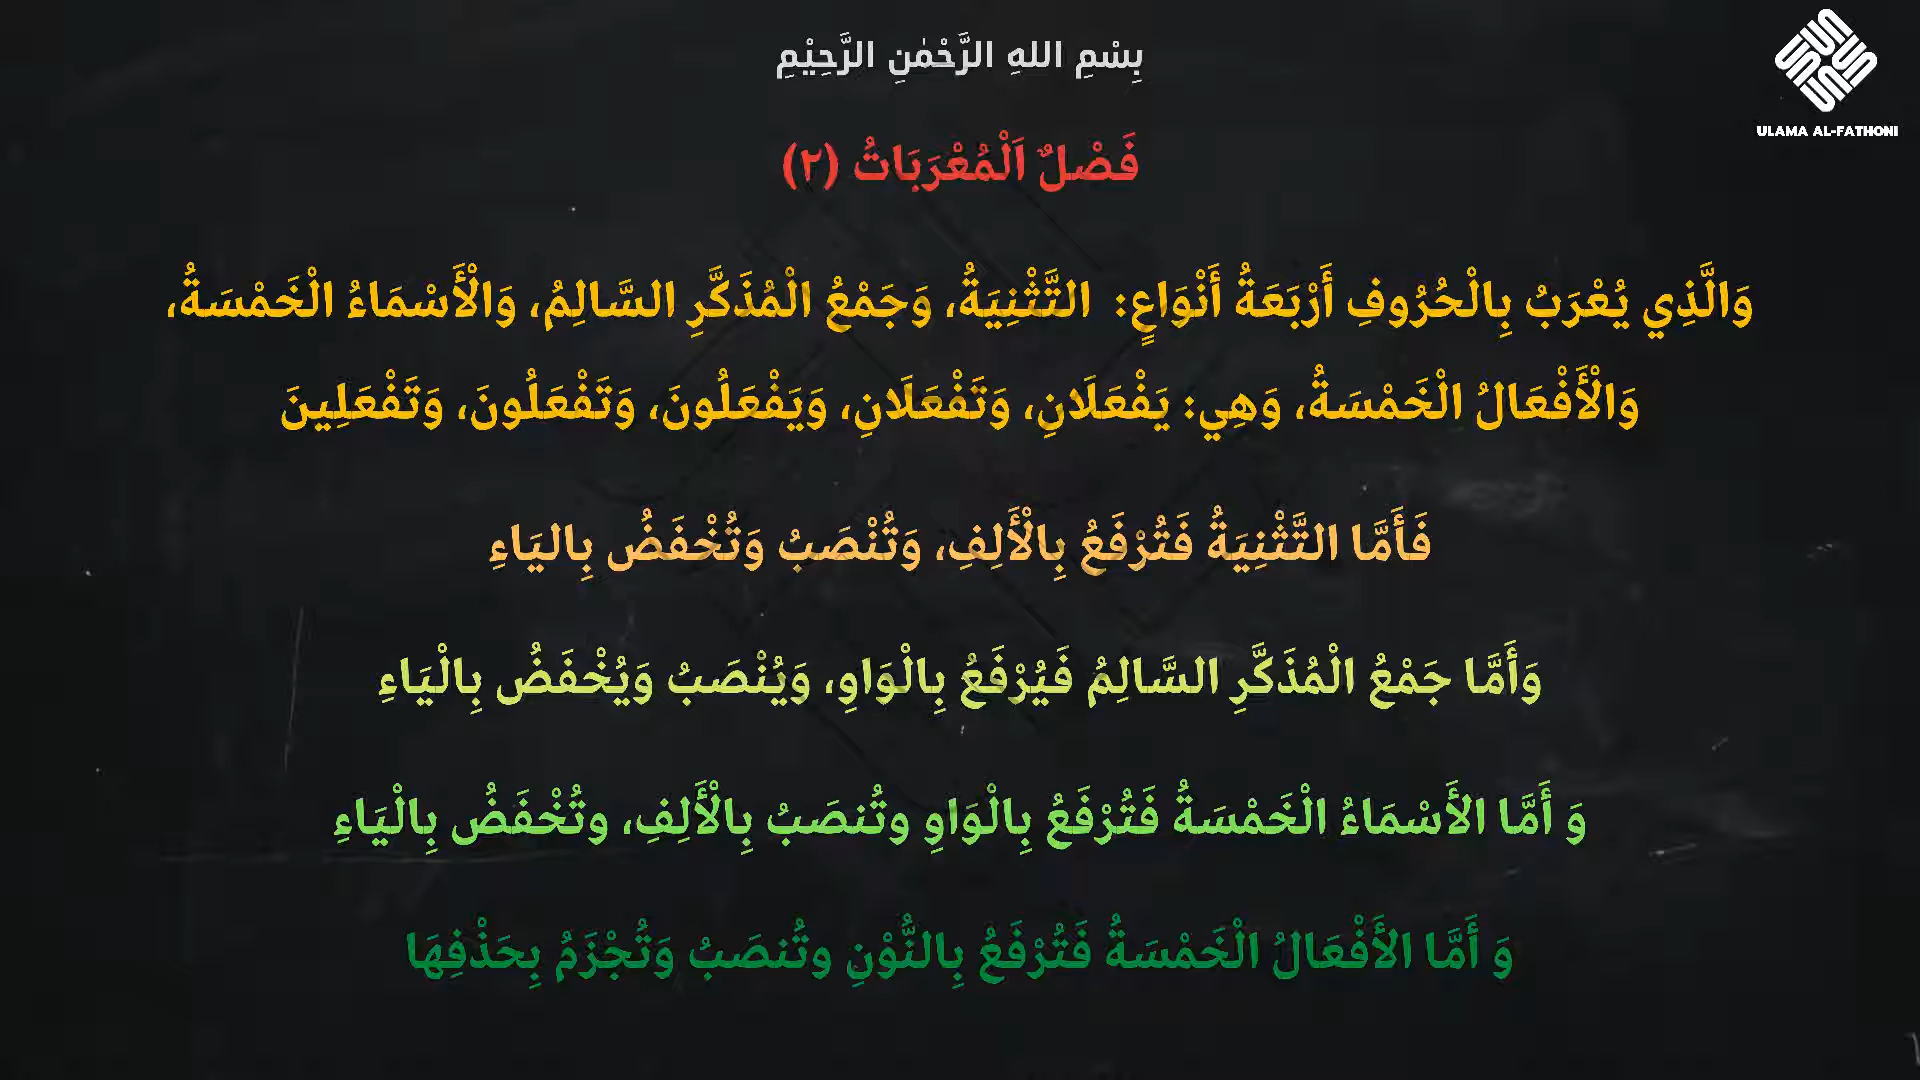 بِسْمِ اللهِ الرَّحْمٰنِ الرَّحِيْمِ
ULAMA AL-FATHONI
فَصْلٌ اَلْمُعْرَبَاتُ (٢)
وَالَّذِي يُعْرَبُ بِالْحُرُوفِ أَرْبَعَةُ أَنْوَاعٍ: التَّثْنِيَةُ، وَجَمْعُ الْمُذَكَّرِ السَّالِمُ، وَالْأَسْمَاءُ الْخَمْسَةُ،
وَالْأَفْعَالُ الْخَمْسَةُ، وَهِي: يَفْعَلَانِ، وَتَفْعَلَانِ، وَيَفْعَلُونَ، وَتَفْعَلُونَ، وَتَفْعَلِينَ
فَأَمَّا التَّثْنِيَةُ فَتُرْفَعُ بِالْأَلِفِ، وَتُنْصَبُ وَتُخْفَضُ بِاليَاءِ
وَأَمَّا جَمْعُ الْمُذَكَّرِ السَّالِمُ فَيُرْفَعُ بِالْوَاوِ، وَيُنْصَبُ وَيُخْفَضُ بِالْيَاءِ
وَ أَمَّا الأَسْمَاءُ الْخَمْسَةُ فَتُرْفَعُ بِالْوَاوِ وتُنصَبُ بِالْأَلِفِ، وتُخْفَضُ بِالْيَاءِ
وَ أَمَّا الأَفْعَالُ الْخَمْسَةُ فَتُرْفَعُ بِالنُّوْنِ وتُنصَبُ وَتُجْزَمُ بِحَذْفِهَا